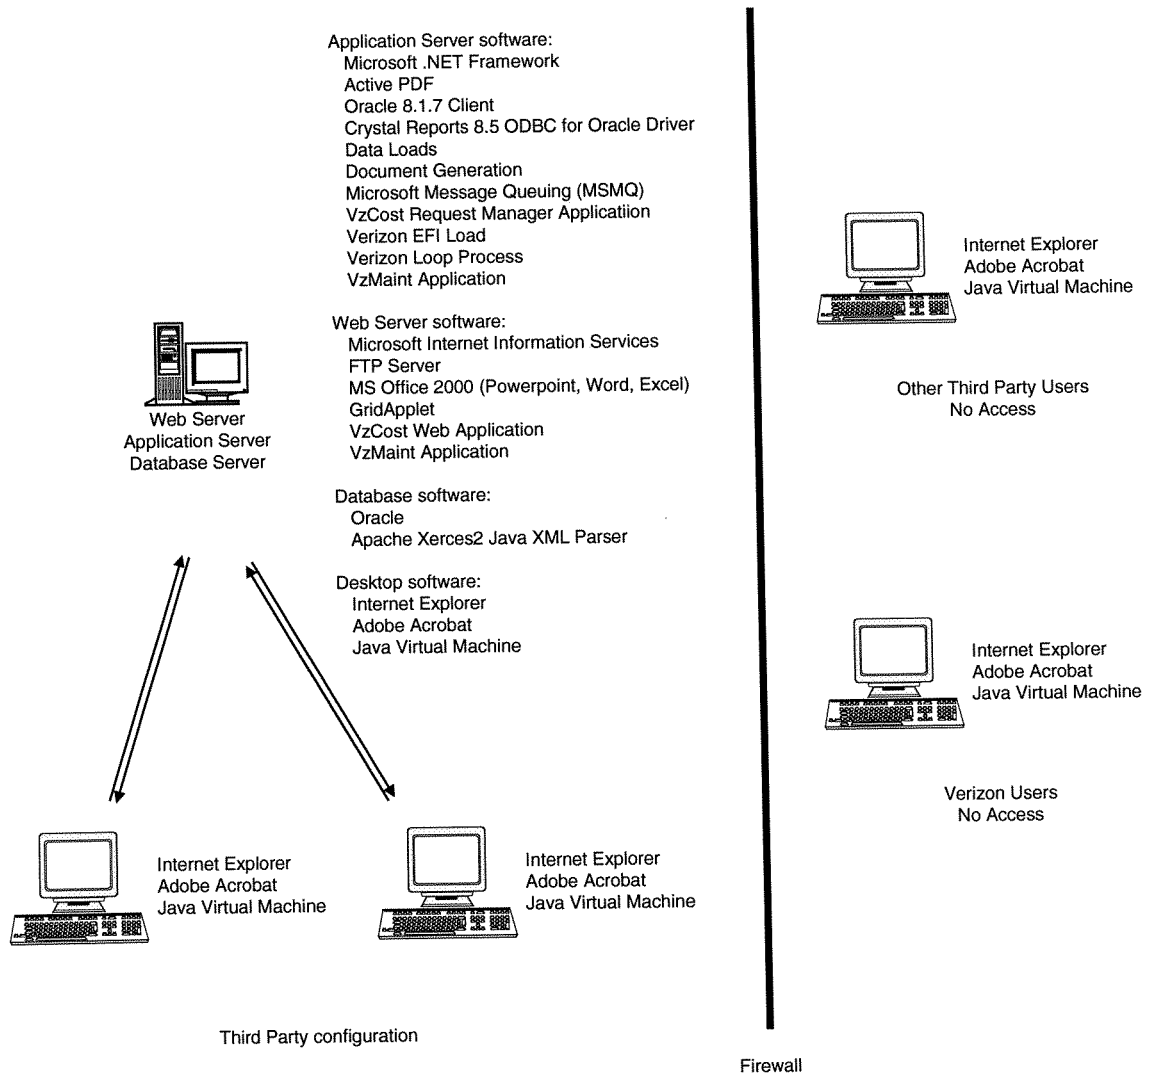 Application Server software:
Microsoft .NET Framework
Active PDF
Oracle 8.1.7 Client
Crystal Reports 8.5 ODBC for Oracle Driver
Data Loads
Document Generation
Microsoft Message Queuing (MSMQ)
VzCost Request Manager Applicatiion
Verizon EFI Load
Verizon Loop Process
VzMaint Application
Web Server software:
Microsoft Internet Information Services
FTP Server
MS Office 2000 (Powerpoint, Word, Excel)
GridApplet
VzCost Web Application
VzMaint Application
Database software:
Oracle
Apache Xerces2 Java XML Parser
Desktop software:
Internet Explorer
Adobe Acrobat
Java Virtual Machine
Web Server
Application Server
Database Server
Internet Explorer
Adobe Acrobat
Java Virtual Machine
Internet Explorer
Adobe Acrobat
Java Virtual Machine
Third Party configuration
Internet Explorer
Adobe Acrobat
Java Virtual Machine
Other Third Party Users
No Access
Internet Explorer
Adobe Acrobat
Java Virtual Machine
Verizon Users
No Access
Firewall